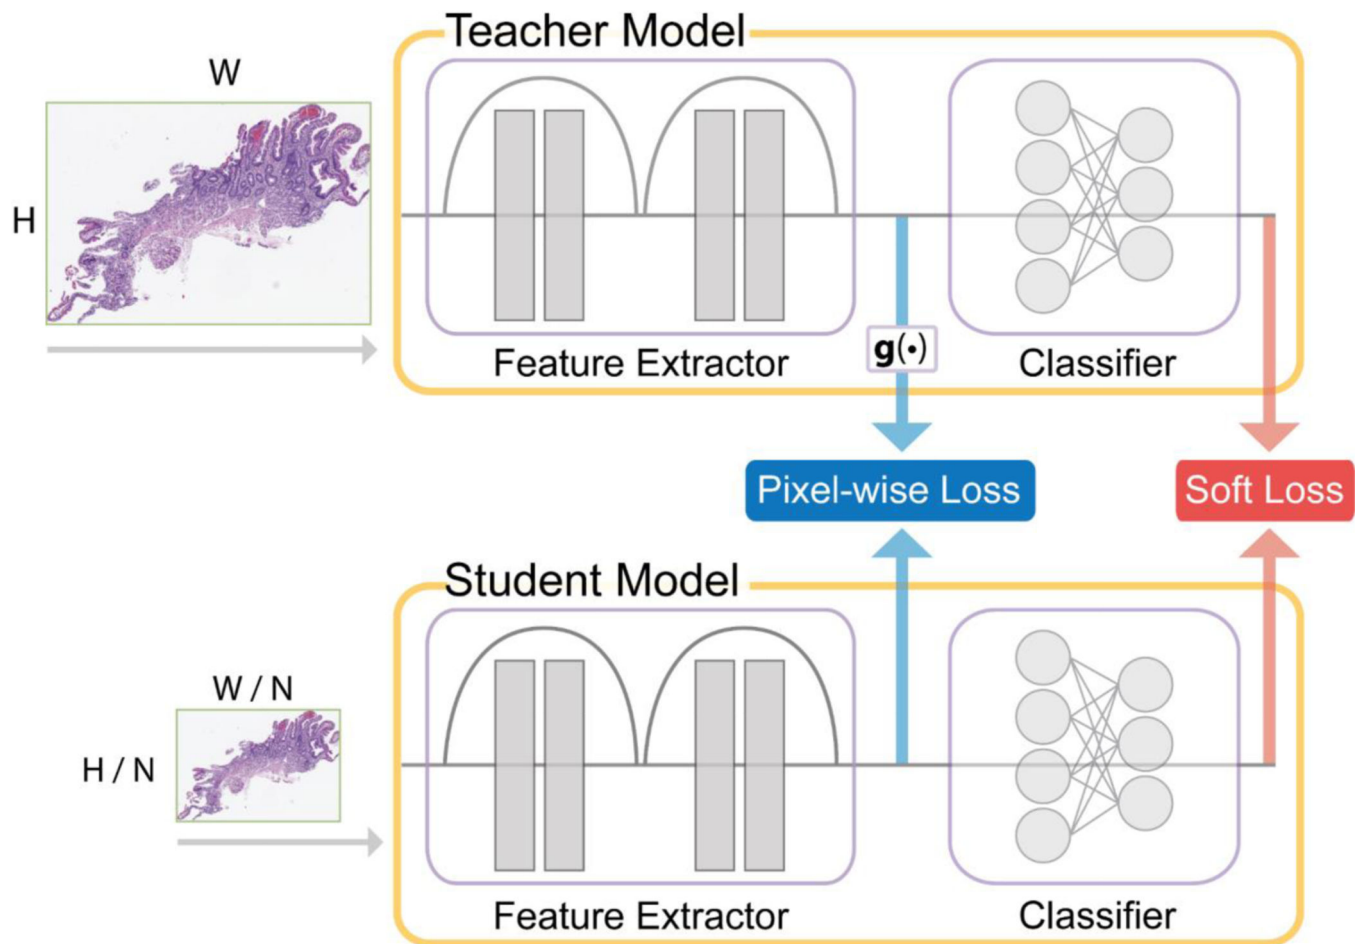 Teacher Model
W
H
g(·)
Feature Extractor
Classifier
Pixel-wise Loss
Soft Loss
Student Model
W / N
H / N
Feature Extractor
Classifier